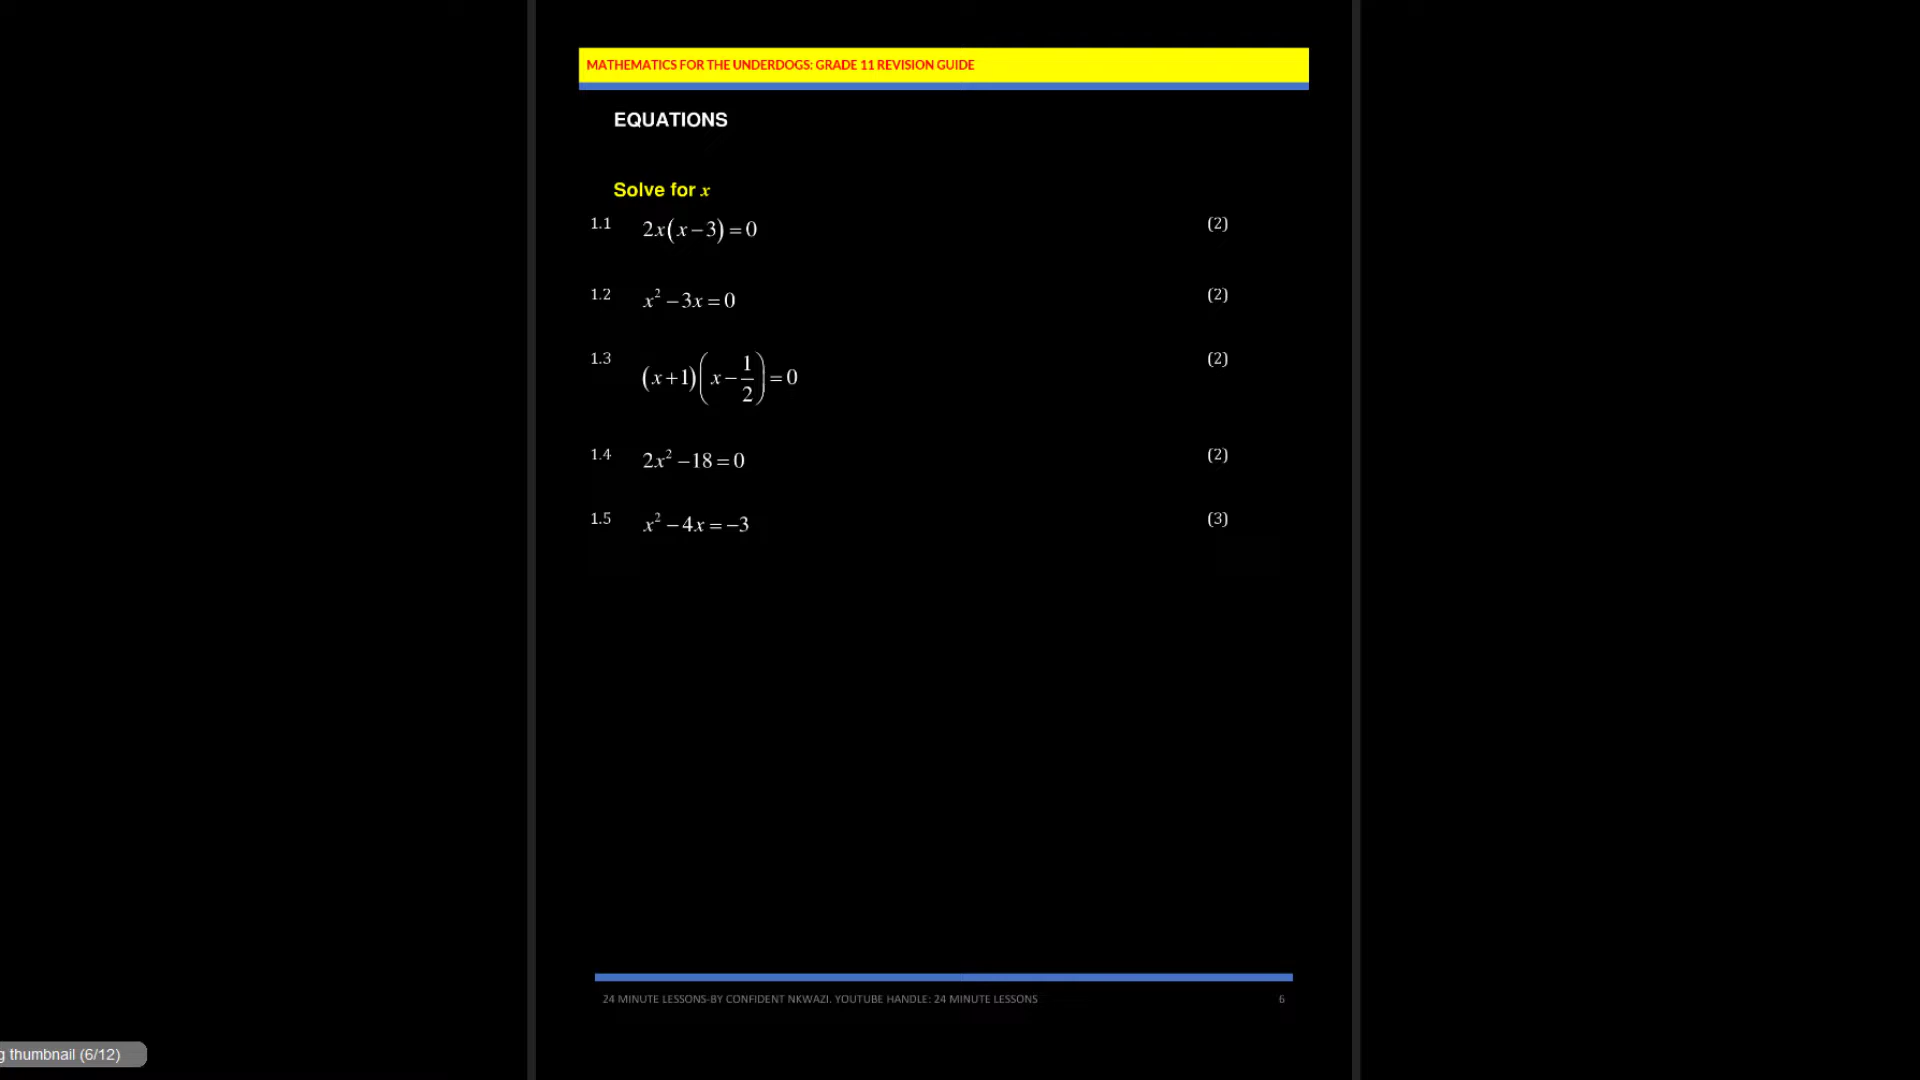 MATHEMATICS FOR THE UNDERDOGS: GRADE 11 REVISION GUIDE
EQUATIONS
Solve for x
1.1 2x(x−3)=0 (2)
1.2 x²−3x=0 (2)
1.3 (x+1)(x−1/2)=0 (2)
1.4 2x²−18=0 (2)
1.5 x²−4x=−3 (3)
24 MINUTE LESSONS-BY CONFIDENT NKWAZI. YOUTUBE HANDLE: 24 MINUTE LESSONS 6
thumbnail (6/12)